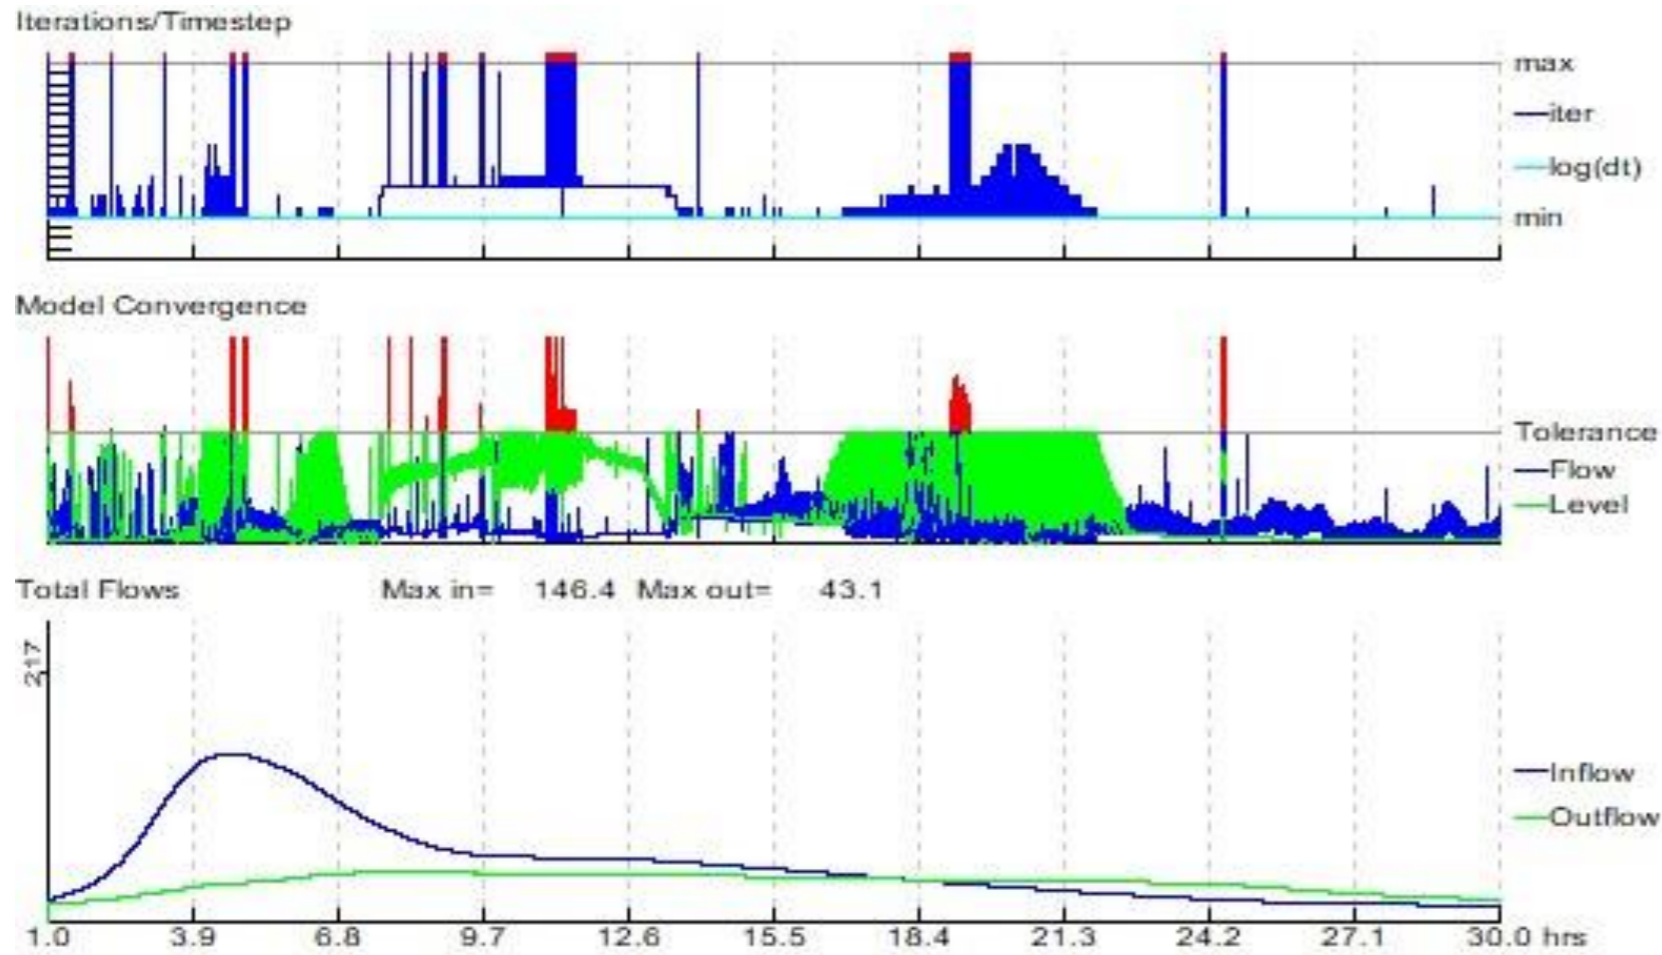 Iterations/Timestep
max
iter
log(dt)
min
Model Convergence
Tolerance
Flow
Level
Total Flows Max in= 146.4 Max out= 43.1
217
Inflow
Outflow
1.0 3.9 6.8 9.7 12.6 15.5 18.4 21.3 24.2 27.1 30.0 hrs